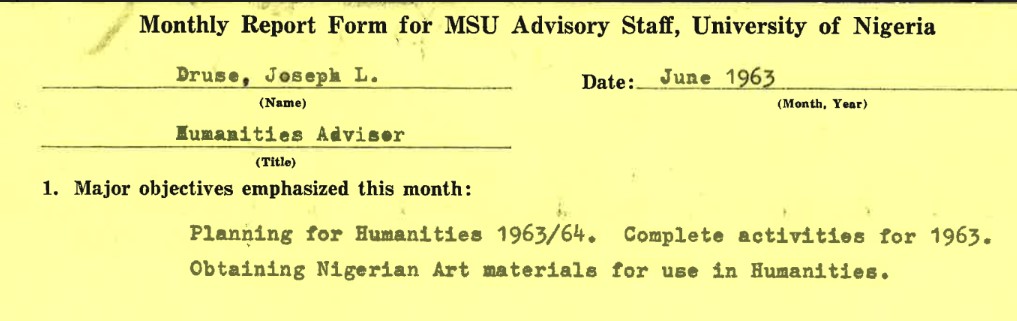 Monthly Report Form for MSU Advisory Staff, University of Nigeria
Druse, Joseph L.
Date: June 1963
(Name)
(Month, Year)
Humanities Advisor
(Title)
1. Major objectives emphasized this month:
Planning for Humanities 1963/64. Complete activities for 1963.
Obtaining Nigerian Art materials for use in Humanities.